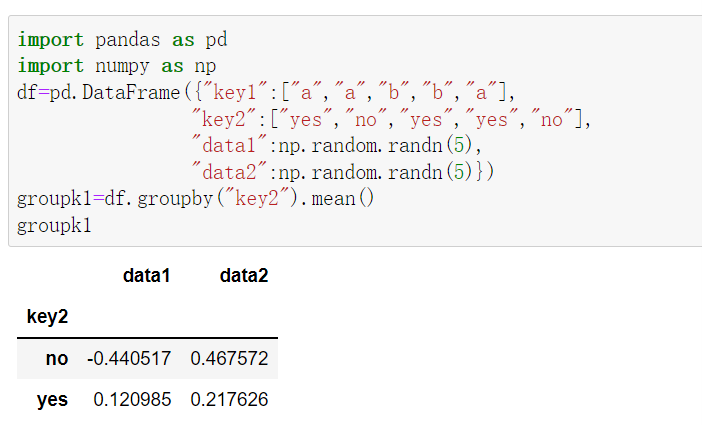 import pandas as pd
import numpy as np
df=pd.DataFrame({"key1":["a","a","b","b","a"],
"key2":["yes","no","yes","yes","no"],
"data1":np.random.randn(5),
"data2":np.random.randn(5)})
groupk1=df.groupby("key2").mean()
groupk1
data1 data2
key2
no -0.440517 0.467572
yes 0.120985 0.217626